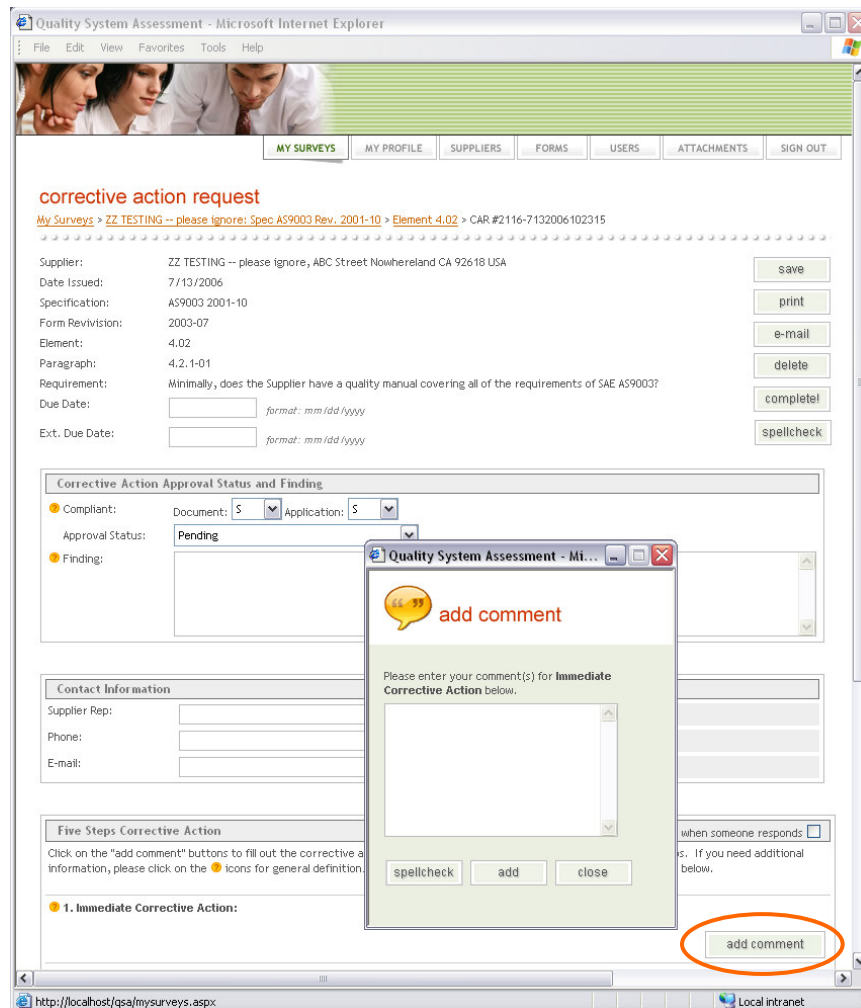 Quality System Assessment - Microsoft Internet Explorer
File Edit View Favorites Tools Help
MY SURVEYS MY PROFILE SUPPLIERS FORMS USERS ATTACHMENTS SIGN OUT
corrective action request
My Surveys > ZZ TESTING -- please ignore: Spec AS9003 Rev. 2001-10 > Element 4.02 > CAR #2116-7132006102315
Supplier: ZZ TESTING -- please ignore, ABC Street Nowhereland CA 92618 USA
save
Date Issued: 7/13/2006
Specification: AS9003 2001-10
print
Form Revivision: 2003-07
e-mail
Element: 4.02
Paragraph: 4.2.1-01
delete
Requirement: Minimally, does the Supplier have a quality manual covering all of the requirements of SAE AS9003?
Due Date: format: mm/dd/yyyy
complete!
Ext. Due Date: format: mm/dd/yyyy
spellcheck
Corrective Action Approval Status and Finding
? Compliant: Document: S Application: S
Approval Status: Pending
? Finding:
Quality System Assessment - Mi...
add comment
Please enter your comment(s) for Immediate
Corrective Action below.
spellcheck add close
Contact Information
Supplier Rep:
Phone:
E-mail:
Five Steps Corrective Action
when someone responds
Click on the "add comment" buttons to fill out the corrective a
s. If you need additional
information, please click on the ? icons for general definition.
below.
? 1. Immediate Corrective Action:
add comment
http://localhost/qsa/mysurveys.aspx Local intranet